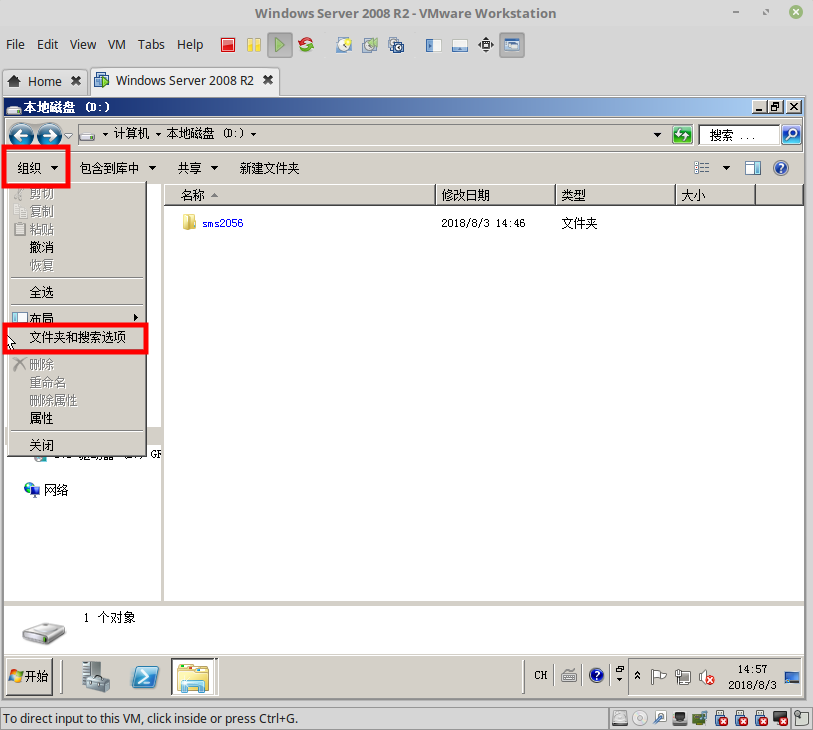 Windows Server 2008 R2 - VMware Workstation
File Edit View VM Tabs Help
Home Windows Server 2008 R2
本地磁盘 (D:)
计算机 本地磁盘 (D:) 搜索 ...
组织 包含到库中 共享 新建文件夹
剪切
名称 修改日期 类型 大小
复制
sms2056 2018/8/3 14:46 文件夹
粘贴
撤消
恢复
全选
布局
文件夹和搜索选项
删除
重命名
删除属性
属性
关闭
网络
1 个对象
开始 CH 14:57
2018/8/3
To direct input to this VM, click inside or press Ctrl+G.